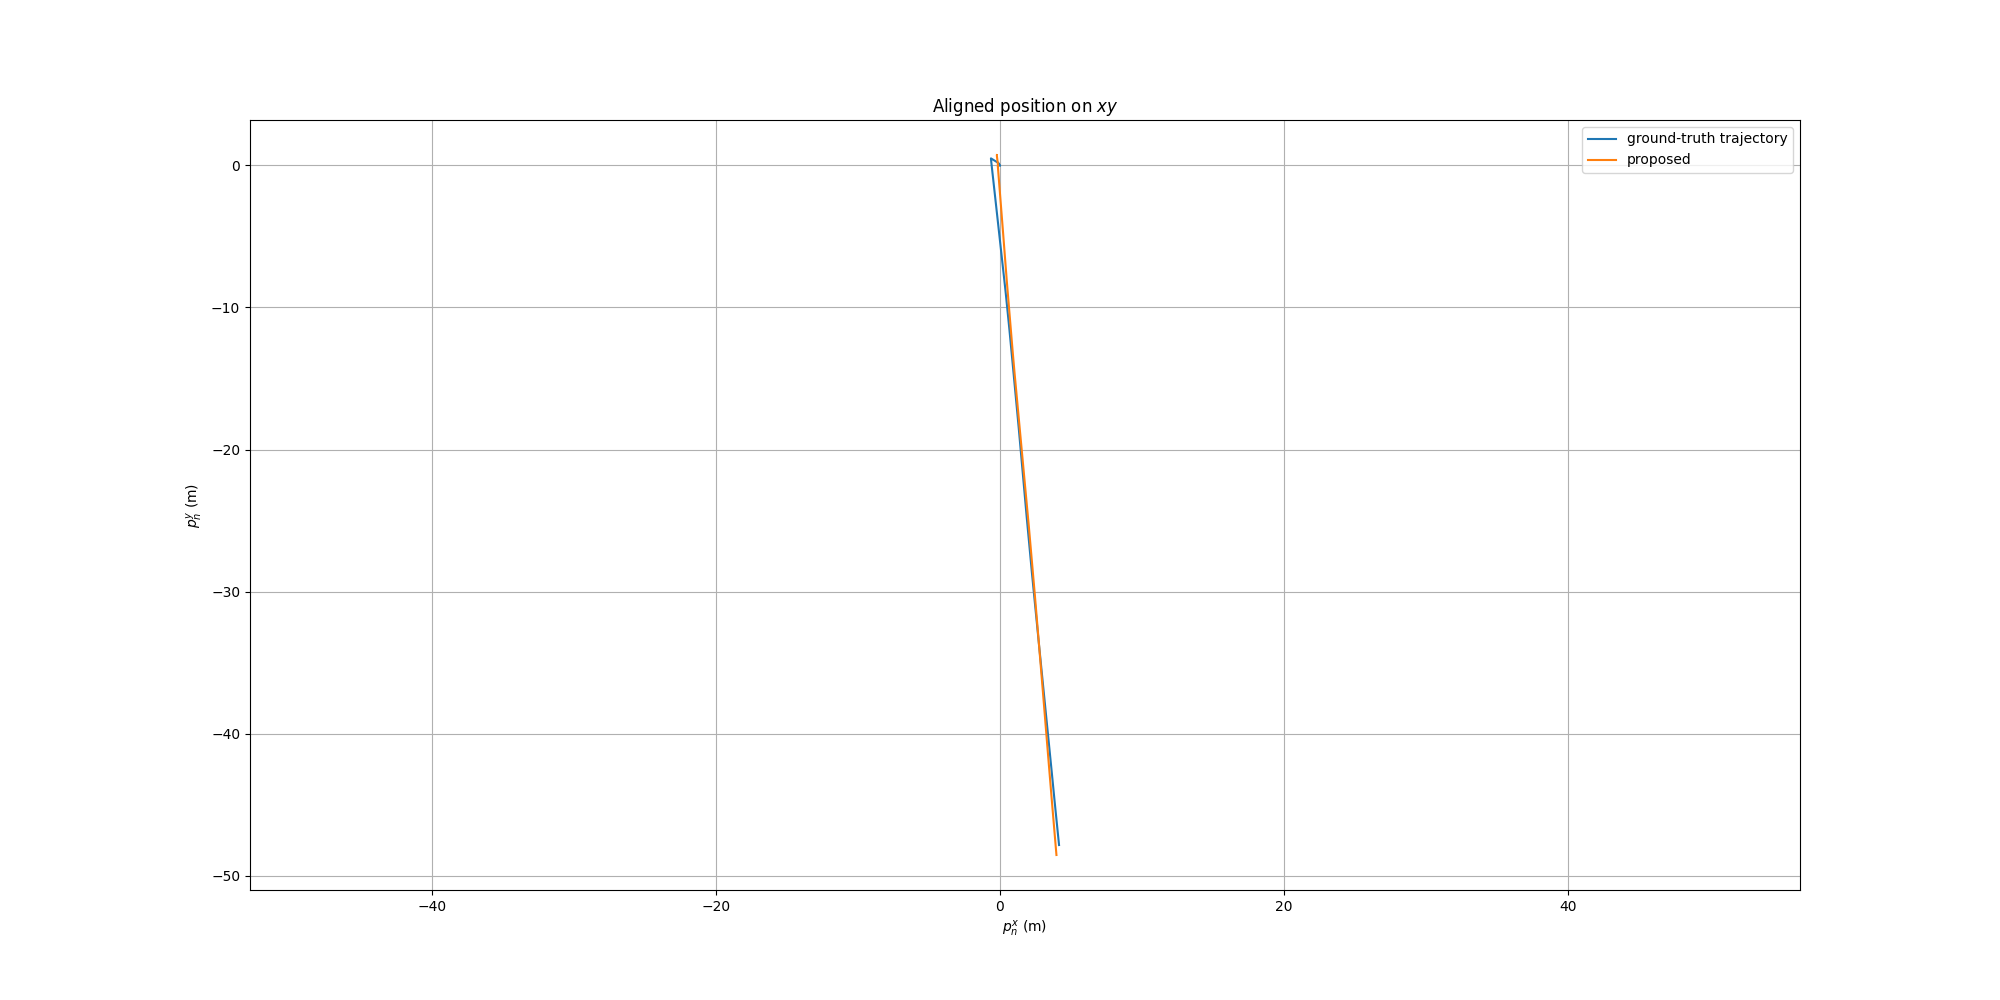 Aligned position on xy
ground-truth trajectory
proposed
0
−10
−20
−30
−40
−50
p_n^y (m)
−40
−20
0
20
40
p_n^x (m)